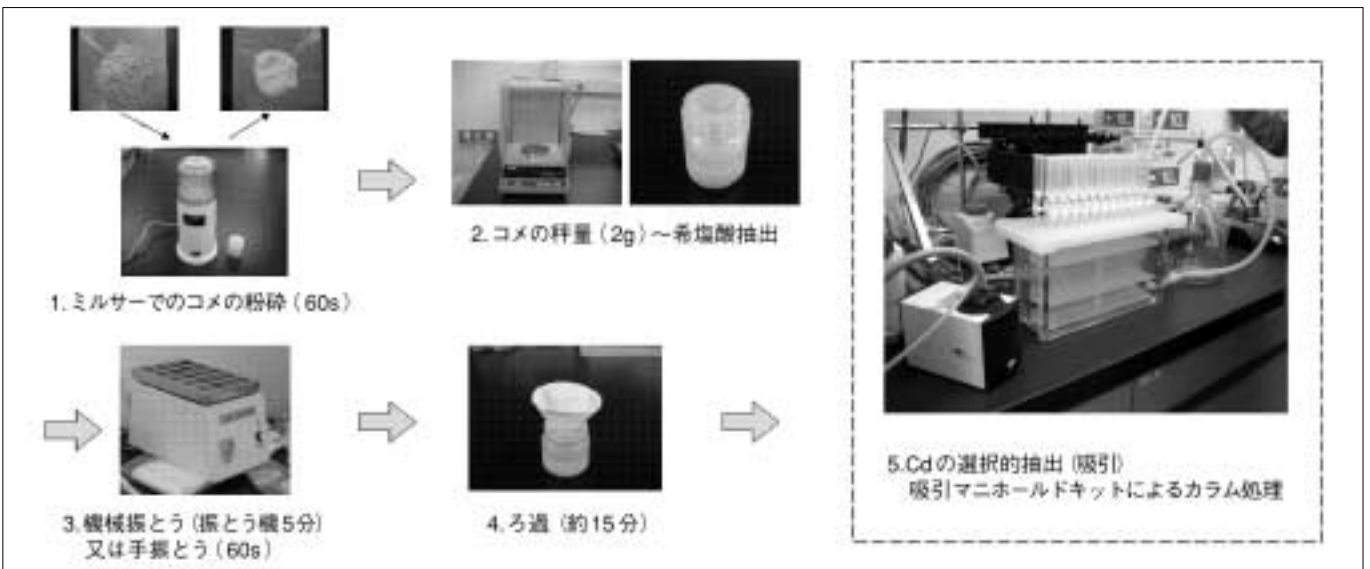 1.ミルサーでのコメの粉砕(60s)
2.コメの秤量(2g)~希塩酸抽出
3.機械振とう(振とう機5分)
又は手振とう(60s)
4.ろ過(約15分)
5.Cdの選択的抽出(吸引)
吸引マニホールドキットによるカラム処理